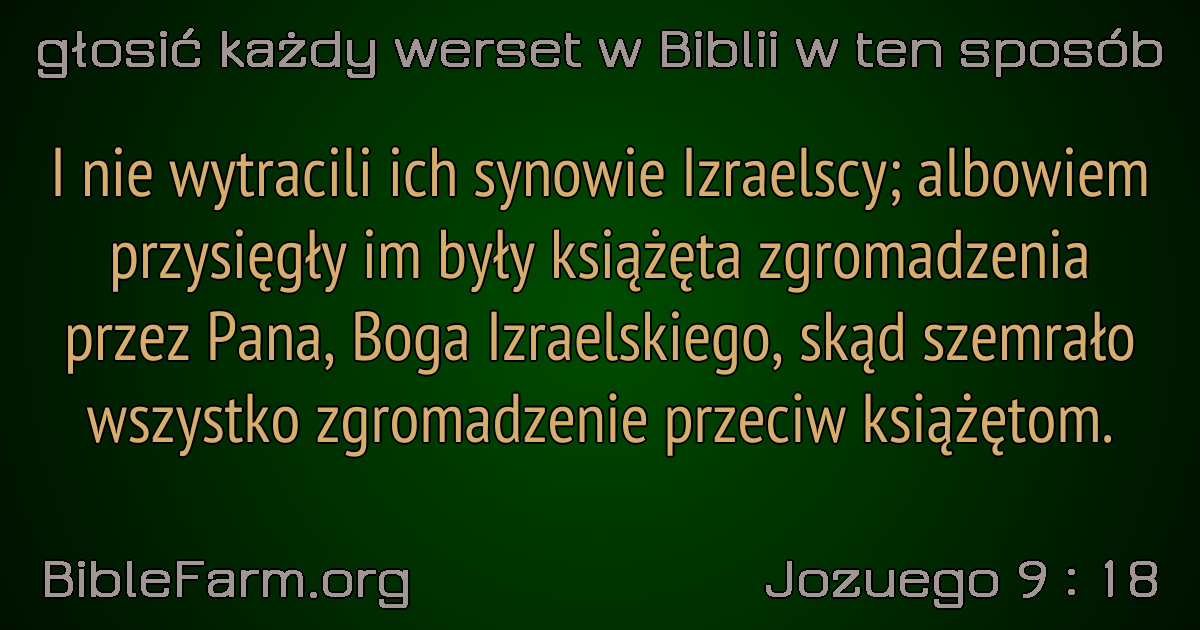 głosić każdy werset w Biblii w ten sposób
I nie wytracili ich synowie Izraelscy; albowiem
przysięgły im były książęta zgromadzenia
przez Pana, Boga Izraelskiego, skąd szemrało
wszystko zgromadzenie przeciw książętom.
BibleFarm.org
Jozuego 9 : 18